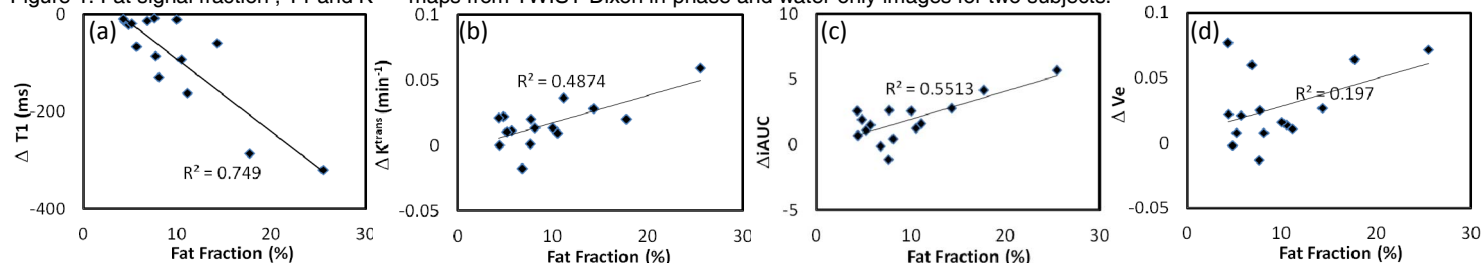 Figure 1. Fat signal fraction , T1 and K maps from TWIST Dixon in phase and water only images for two subjects.
(a)
0
-200
-400
Δ T1 (ms)
R² = 0.749
0 10 20 30
Fat Fraction (%)
(b)
0.1
0.05
0
-0.05
Δ Kᵗʳᵃⁿˢ (min⁻¹)
R² = 0.4874
0 10 20 30
Fat Fraction (%)
(c)
10
5
0
-5
ΔiAUC
R² = 0.5513
0 10 20 30
Fat Fraction (%)
(d)
0.1
0.05
0
-0.05
Δ Ve
R² = 0.197
0 10 20 30
Fat Fraction (%)